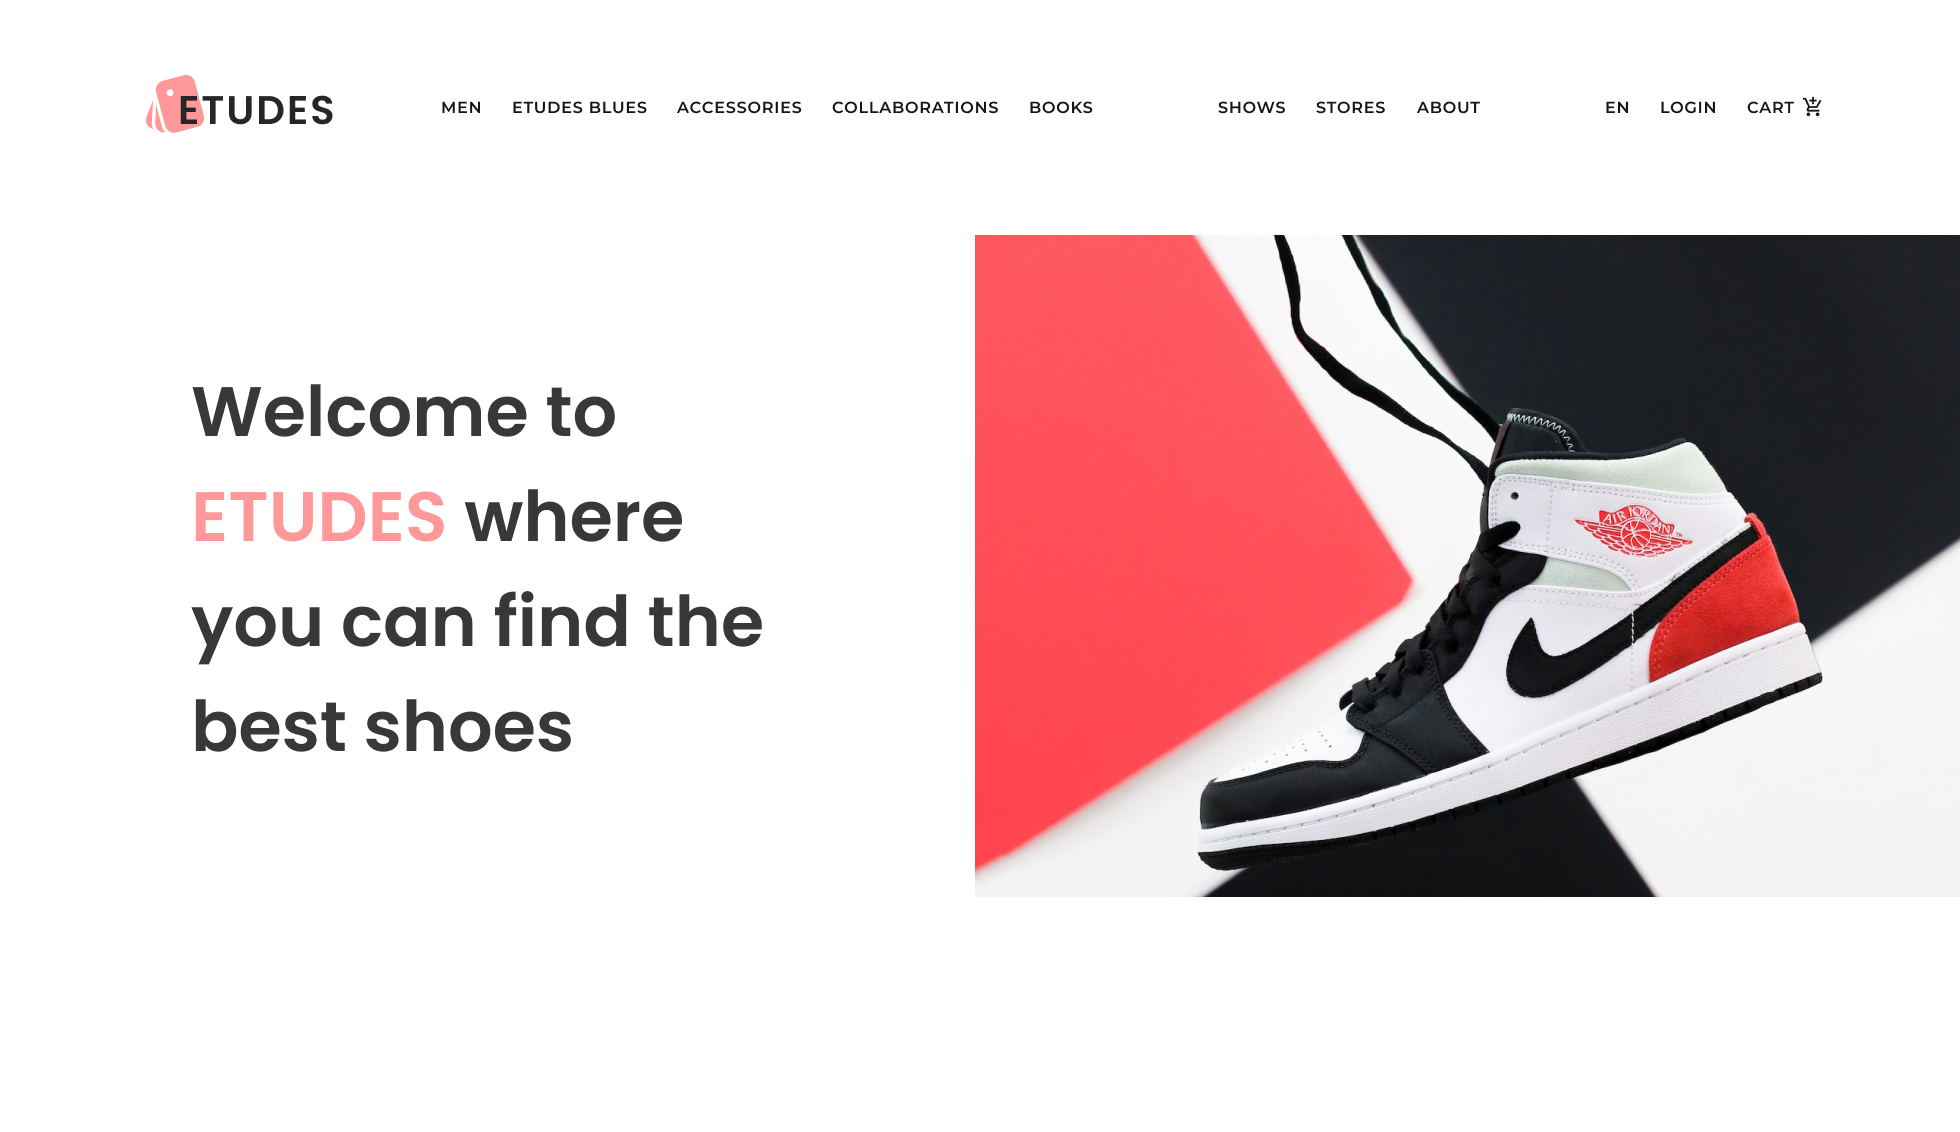 ETUDES
MEN ETUDES BLUES ACCESSORIES COLLABORATIONS BOOKS SHOWS STORES ABOUT EN LOGIN CART
Welcome to
ETUDES where
you can find the
best shoes
AIR JORDAN
TM